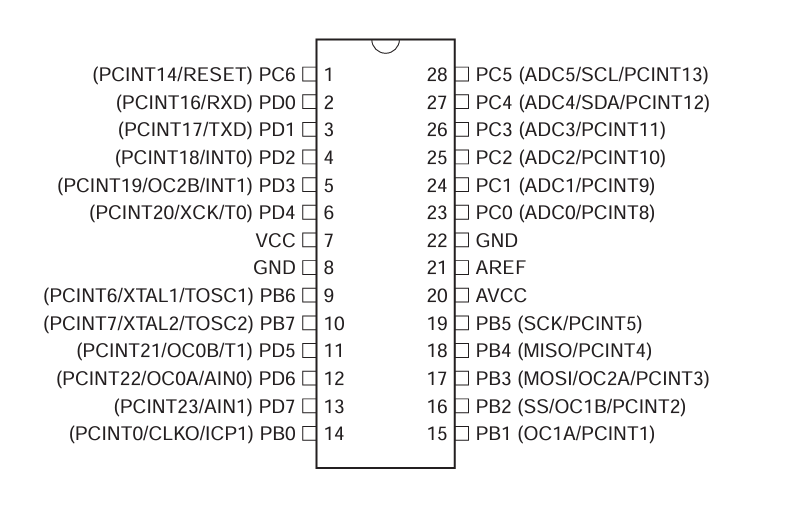 (PCINT14/RESET) PC6 1 28 PC5 (ADC5/SCL/PCINT13)
(PCINT16/RXD) PD0 2 27 PC4 (ADC4/SDA/PCINT12)
(PCINT17/TXD) PD1 3 26 PC3 (ADC3/PCINT11)
(PCINT18/INT0) PD2 4 25 PC2 (ADC2/PCINT10)
(PCINT19/OC2B/INT1) PD3 5 24 PC1 (ADC1/PCINT9)
(PCINT20/XCK/T0) PD4 6 23 PC0 (ADC0/PCINT8)
VCC 7 22 GND
GND 8 21 AREF
(PCINT6/XTAL1/TOSC1) PB6 9 20 AVCC
(PCINT7/XTAL2/TOSC2) PB7 10 19 PB5 (SCK/PCINT5)
(PCINT21/OC0B/T1) PD5 11 18 PB4 (MISO/PCINT4)
(PCINT22/OC0A/AIN0) PD6 12 17 PB3 (MOSI/OC2A/PCINT3)
(PCINT23/AIN1) PD7 13 16 PB2 (SS/OC1B/PCINT2)
(PCINT0/CLKO/ICP1) PB0 14 15 PB1 (OC1A/PCINT1)